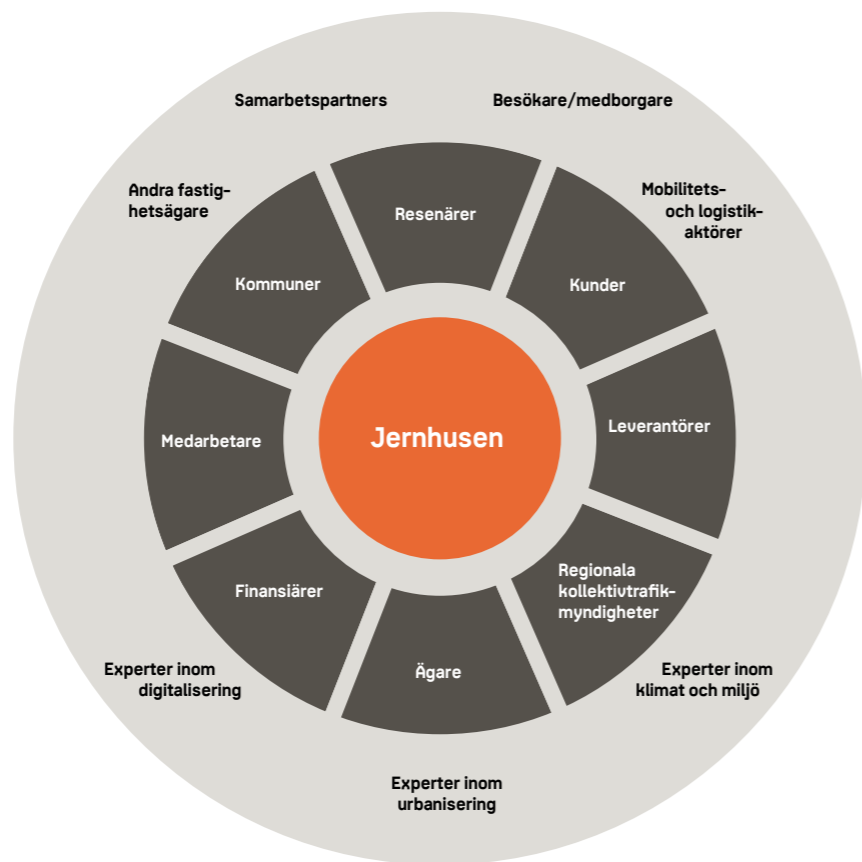 Samarbetspartners
Besökare/medborgare
Andra fastig-
hetsägare
Mobilitets-
och logistik-
aktörer
Resenärer
Kommuner
Kunder
Medarbetare
Jernhusen
Leverantörer
Finansiärer
Regionala
kollektivtrafik-
myndigheter
Ägare
Experter inom
digitalisering
Experter inom
klimat och miljö
Experter inom
urbanisering